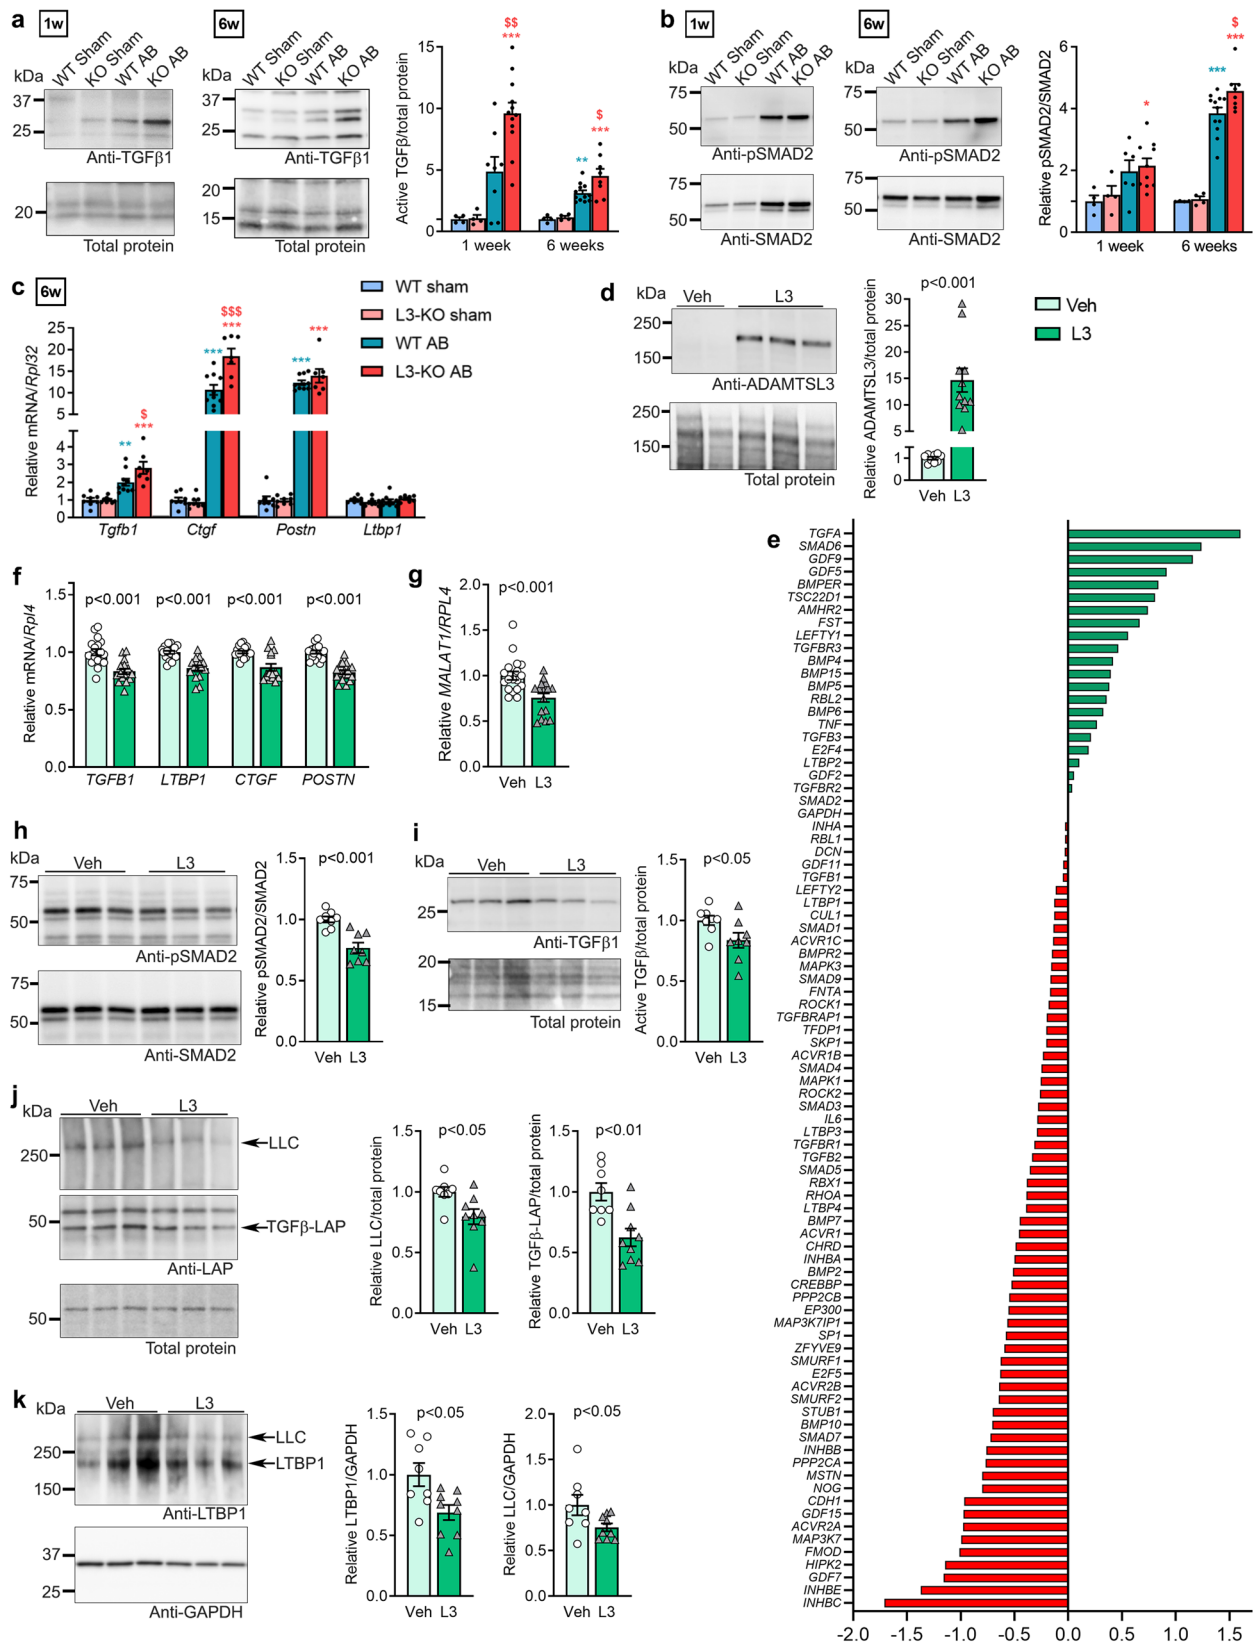 a
1w
WT Sham
KO Sham
WT AB
KO AB
kDa
37
25
Anti-TGFβ1
20
Total protein
6w
WT Sham
KO Sham
WT AB
KO AB
kDa
37
25
Anti-TGFβ1
20
15
Total protein
Active TGFβ/total protein
15
10
5
0
$$
***
**
$
***
1 week
6 weeks
b
1w
WT Sham
KO Sham
WT AB
KO AB
kDa
75
50
Anti-pSMAD2
75
50
Anti-SMAD2
6w
WT Sham
KO Sham
WT AB
KO AB
75
50
Anti-pSMAD2
75
50
Anti-SMAD2
Relative pSMAD2/SMAD2
6
4
2
0
*
***
$
***
1 week
6 weeks
c
6w
Relative mRNA/Rpl32
25
20
15
10
5
4
3
2
1
0
**
$
***
***
$$$
***
***
***
Tgfb1
Ctgf
Postn
Ltbp1
WT sham
L3-KO sham
WT AB
L3-KO AB
d
kDa
Veh
L3
250
150
Anti-ADAMTSL3
250
150
Total protein
Relative ADAMTSL3/total protein
p<0.001
30
25
20
15
10
5
1
0
Veh
L3
Veh
L3
e
TGFA
SMAD6
GDF9
GDF5
BMPER
TSC22D1
AMHR2
FST
LEFTY1
TGFBR3
BMP4
BMP15
BMP5
RBL2
BMP6
TNF
TGFB3
E2F4
LTBP2
GDF2
TGFBR2
SMAD2
GAPDH
INHA
RBL1
DCN
GDF11
TGFB1
LEFTY2
LTBP1
CUL1
SMAD1
ACVR1C
BMPR2
MAPK3
SMAD9
FNTA
ROCK1
TGFBRAP1
TFDP1
SKP1
ACVR1B
SMAD4
MAPK1
ROCK2
SMAD3
IL6
LTBP3
TGFBR1
TGFB2
SMAD5
RBX1
RHOA
LTBP4
BMP7
ACVR1
CHRD
INHBA
BMP2
CREBBP
PPP2CB
EP300
MAP3K7IP1
SP1
ZFYVE9
SMURF1
E2F5
ACVR2B
SMURF2
STUB1
BMP10
SMAD7
INHBB
PPP2CA
MSTN
NOG
CDH1
GDF15
ACVR2A
MAP3K7
FMOD
HIPK2
GDF7
INHBE
INHBC
-2.0 -1.5 -1.0 -0.5 0.0 0.5 1.0 1.5
f
Relative mRNA/Rpl4
1.5
1.0
0.5
0.0
p<0.001 p<0.001 p<0.001 p<0.001
TGFB1
LTBP1
CTGF
POSTN
g
Relative MALAT1/RPL4
2.0
1.5
1.0
0.5
0.0
p<0.001
Veh L3
h
kDa
Veh
L3
75
50
Anti-pSMAD2
75
50
Anti-SMAD2
Relative pSMAD2/SMAD2
1.5
1.0
0.5
0.0
p<0.001
Veh L3
i
kDa
Veh
L3
25
Anti-TGFβ1
20
15
Total protein
Active TGFβ/total protein
1.5
1.0
0.5
0.0
p<0.05
Veh L3
j
kDa
Veh
L3
250
LLC
50
TGFβ-LAP
Anti-LAP
50
Total protein
Relative LLC/total protein
1.5
1.0
0.5
0.0
p<0.05
Veh L3
Relative TGFβ-LAP/total protein
1.5
1.0
0.5
0.0
p<0.01
Veh L3
k
kDa
Veh
L3
LLC
250
LTBP1
150
Anti-LTBP1
37
25
Anti-GAPDH
Relative LTBP1/GAPDH
1.5
1.0
0.5
0.0
p<0.05
Veh L3
Relative LLC/GAPDH
2.0
1.5
1.0
0.5
0.0
p<0.05
Veh L3